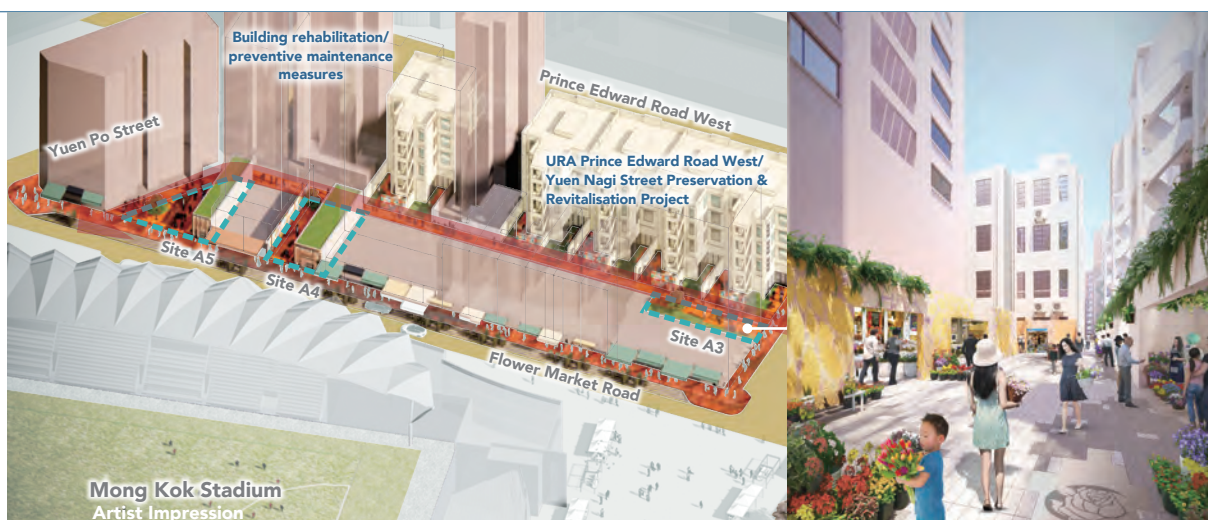 Building rehabilitation/
preventive maintenance
measures
Prince Edward Road West
Yuen Po Street
URA Prince Edward Road West/
Yuen Nagi Street Preservation &
Revitalisation Project
Site A5
Site A4
Site A3
Flower Market Road
Mong Kok Stadium
Artist Impression